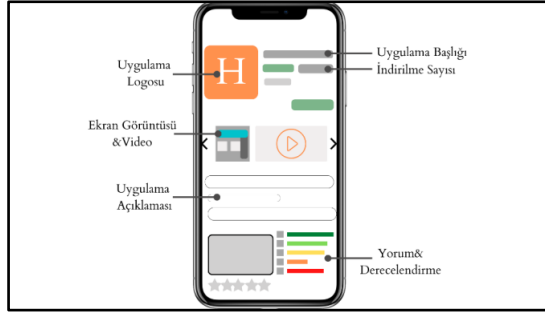 Uygulama Başlığı
İndirilme Sayısı
Uygulama
Logosu
H
Ekran Görüntüsü
&Video
Uygulama
Açıklaması
Yorum&
Derecelendirme